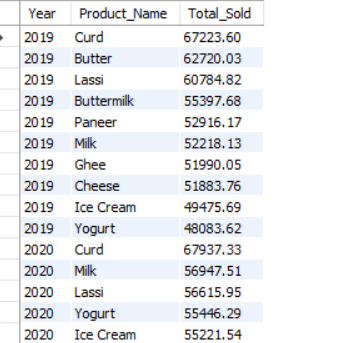 Year Product_Name Total_Sold
2019 Curd 67223.60
2019 Butter 62720.03
2019 Lassi 60784.82
2019 Buttermilk 55397.68
2019 Paneer 52916.17
2019 Milk 52218.13
2019 Ghee 51990.05
2019 Cheese 51883.76
2019 Ice Cream 49475.69
2019 Yogurt 48083.62
2020 Curd 67937.33
2020 Milk 56947.51
2020 Lassi 56615.95
2020 Yogurt 55446.29
2020 Ice Cream 55221.54